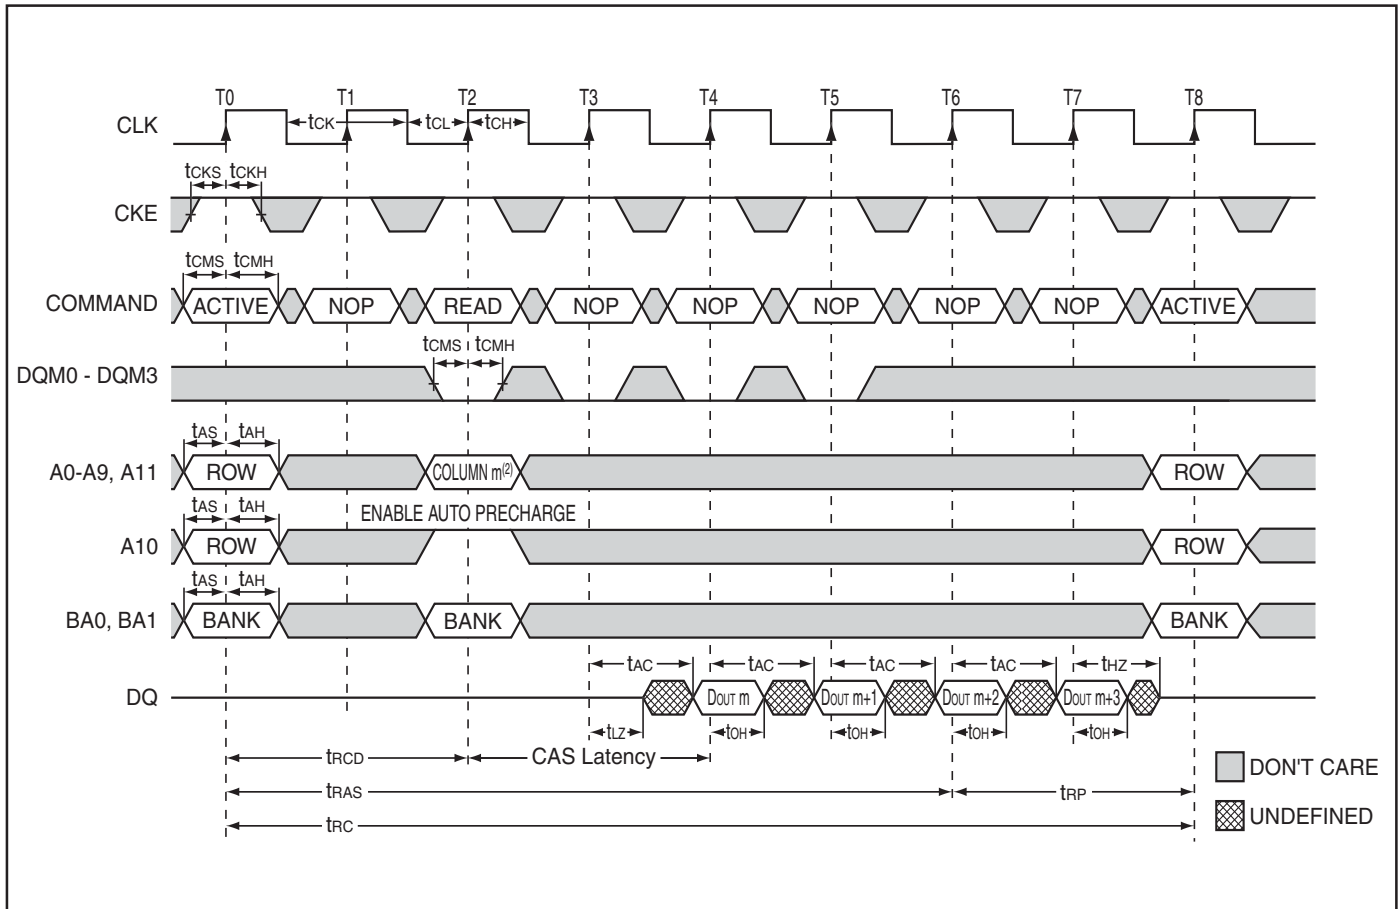 T0 T1 T2 T3 T4 T5 T6 T7 T8
CLK tCK tCL tCH
tCKS tCKH
CKE
tCMS tCMH
COMMAND ACTIVE NOP READ NOP NOP NOP NOP NOP ACTIVE
tCMS tCMH
DQM0 - DQM3
tAS tAH
A0-A9, A11 ROW COLUMN m(2) ROW
tAS tAH ENABLE AUTO PRECHARGE
A10 ROW ROW
tAS tAH
BA0, BA1 BANK BANK BANK
tAC tAC tAC tAC tHZ
DQ DOUT m DOUT m+1 DOUT m+2 DOUT m+3
tLZ tOH tOH tOH tOH
tRCD CAS Latency
DON'T CARE
tRAS tRP
UNDEFINED
tRC